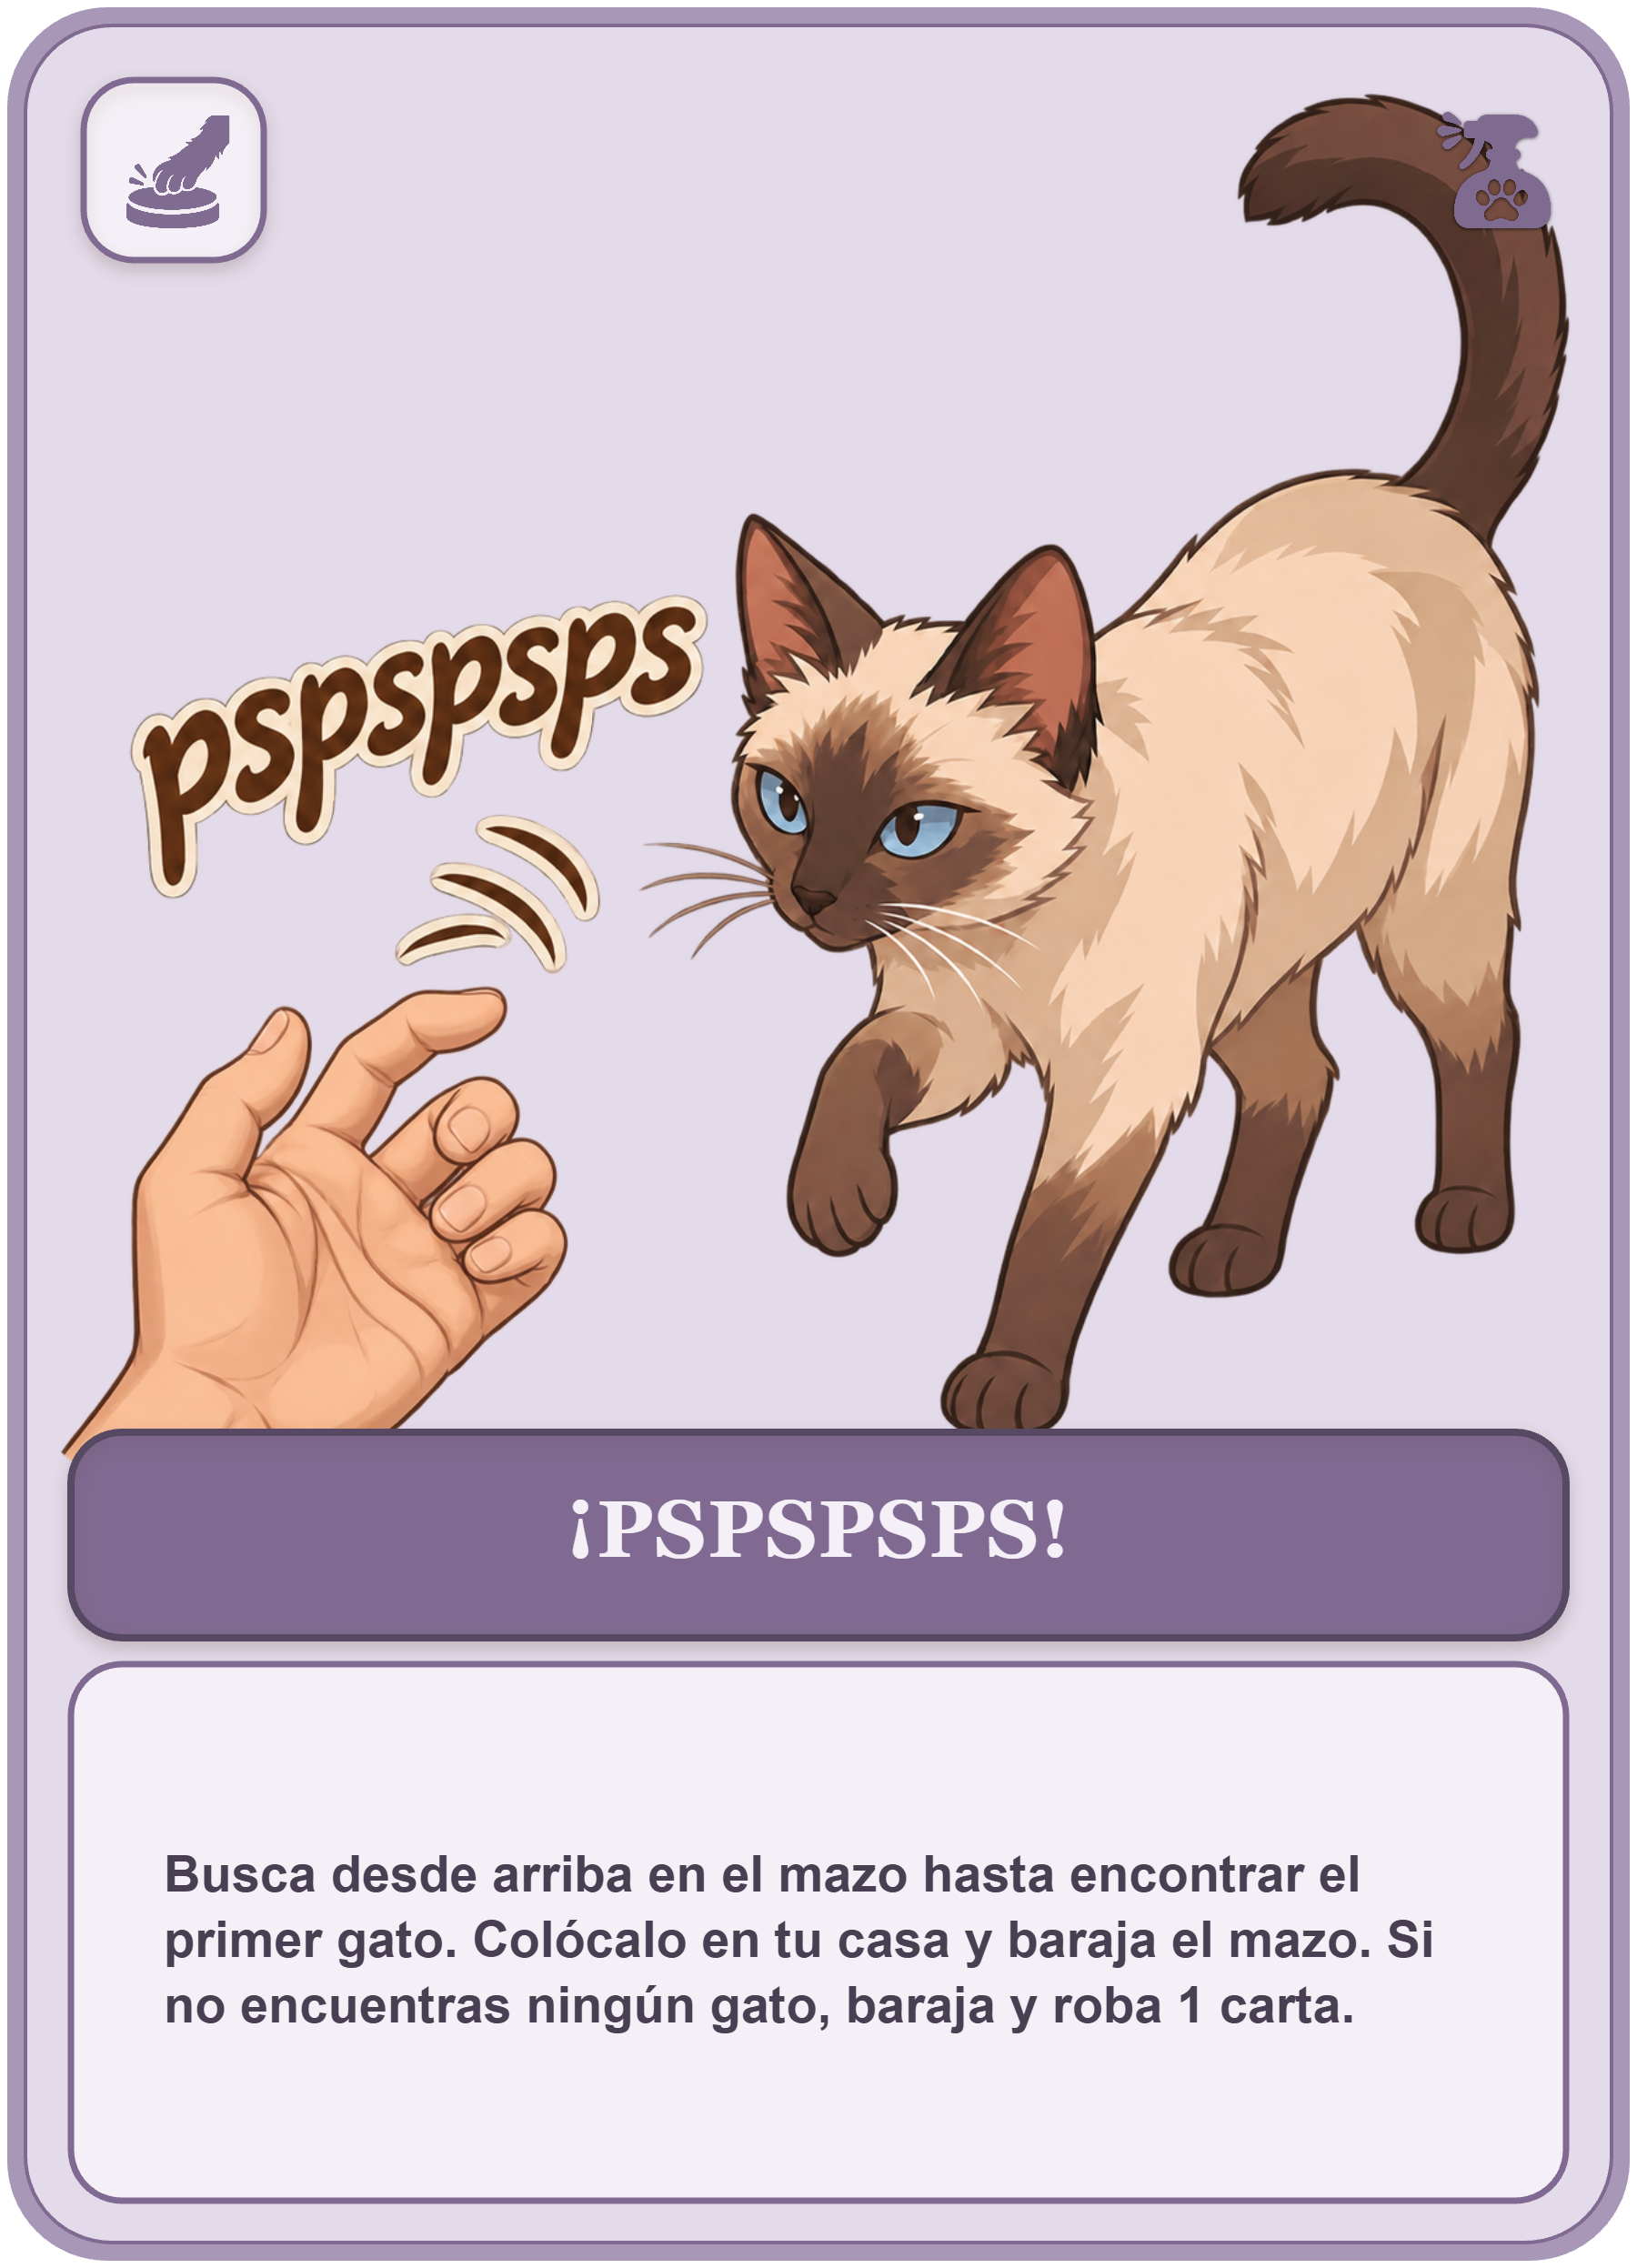 pspspsps
¡PSPSPSPS!
Busca desde arriba en el mazo hasta encontrar el
primer gato. Colócalo en tu casa y baraja el mazo. Si
no encuentras ningún gato, baraja y roba 1 carta.